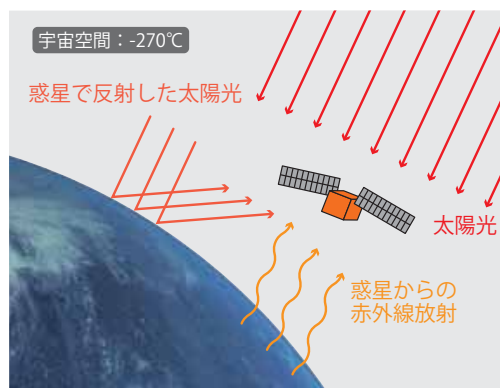 宇宙空間：-270℃
惑星で反射した太陽光
太陽光
惑星からの
赤外線放射